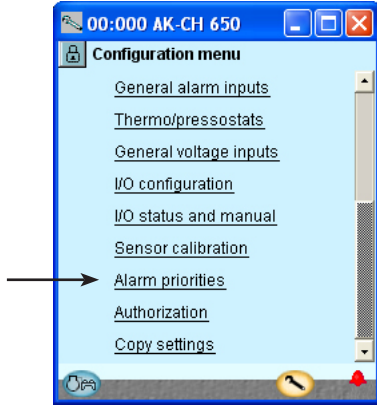 00:000 AK-CH 650
Configuration menu
General alarm inputs
Thermo/pressostats
General voltage inputs
I/O configuration
I/O status and manual
Sensor calibration
Alarm priorities
Authorization
Copy settings